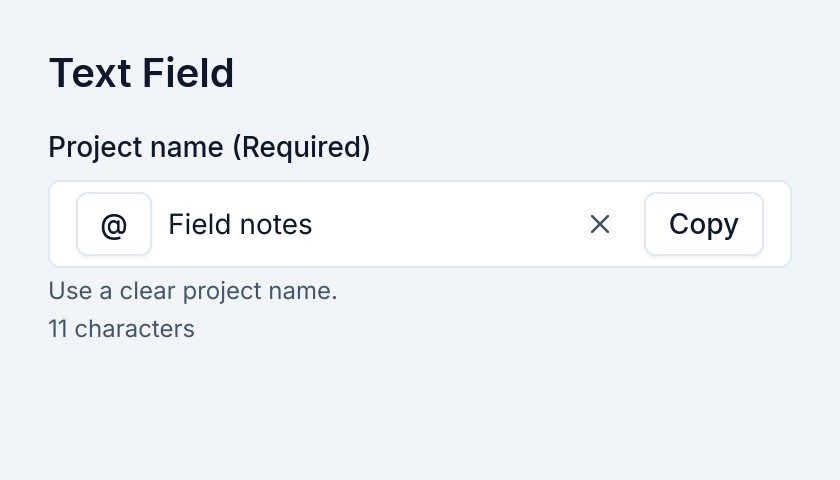 Text Field
Project name (Required)
@ Field notes Copy
Use a clear project name.
11 characters